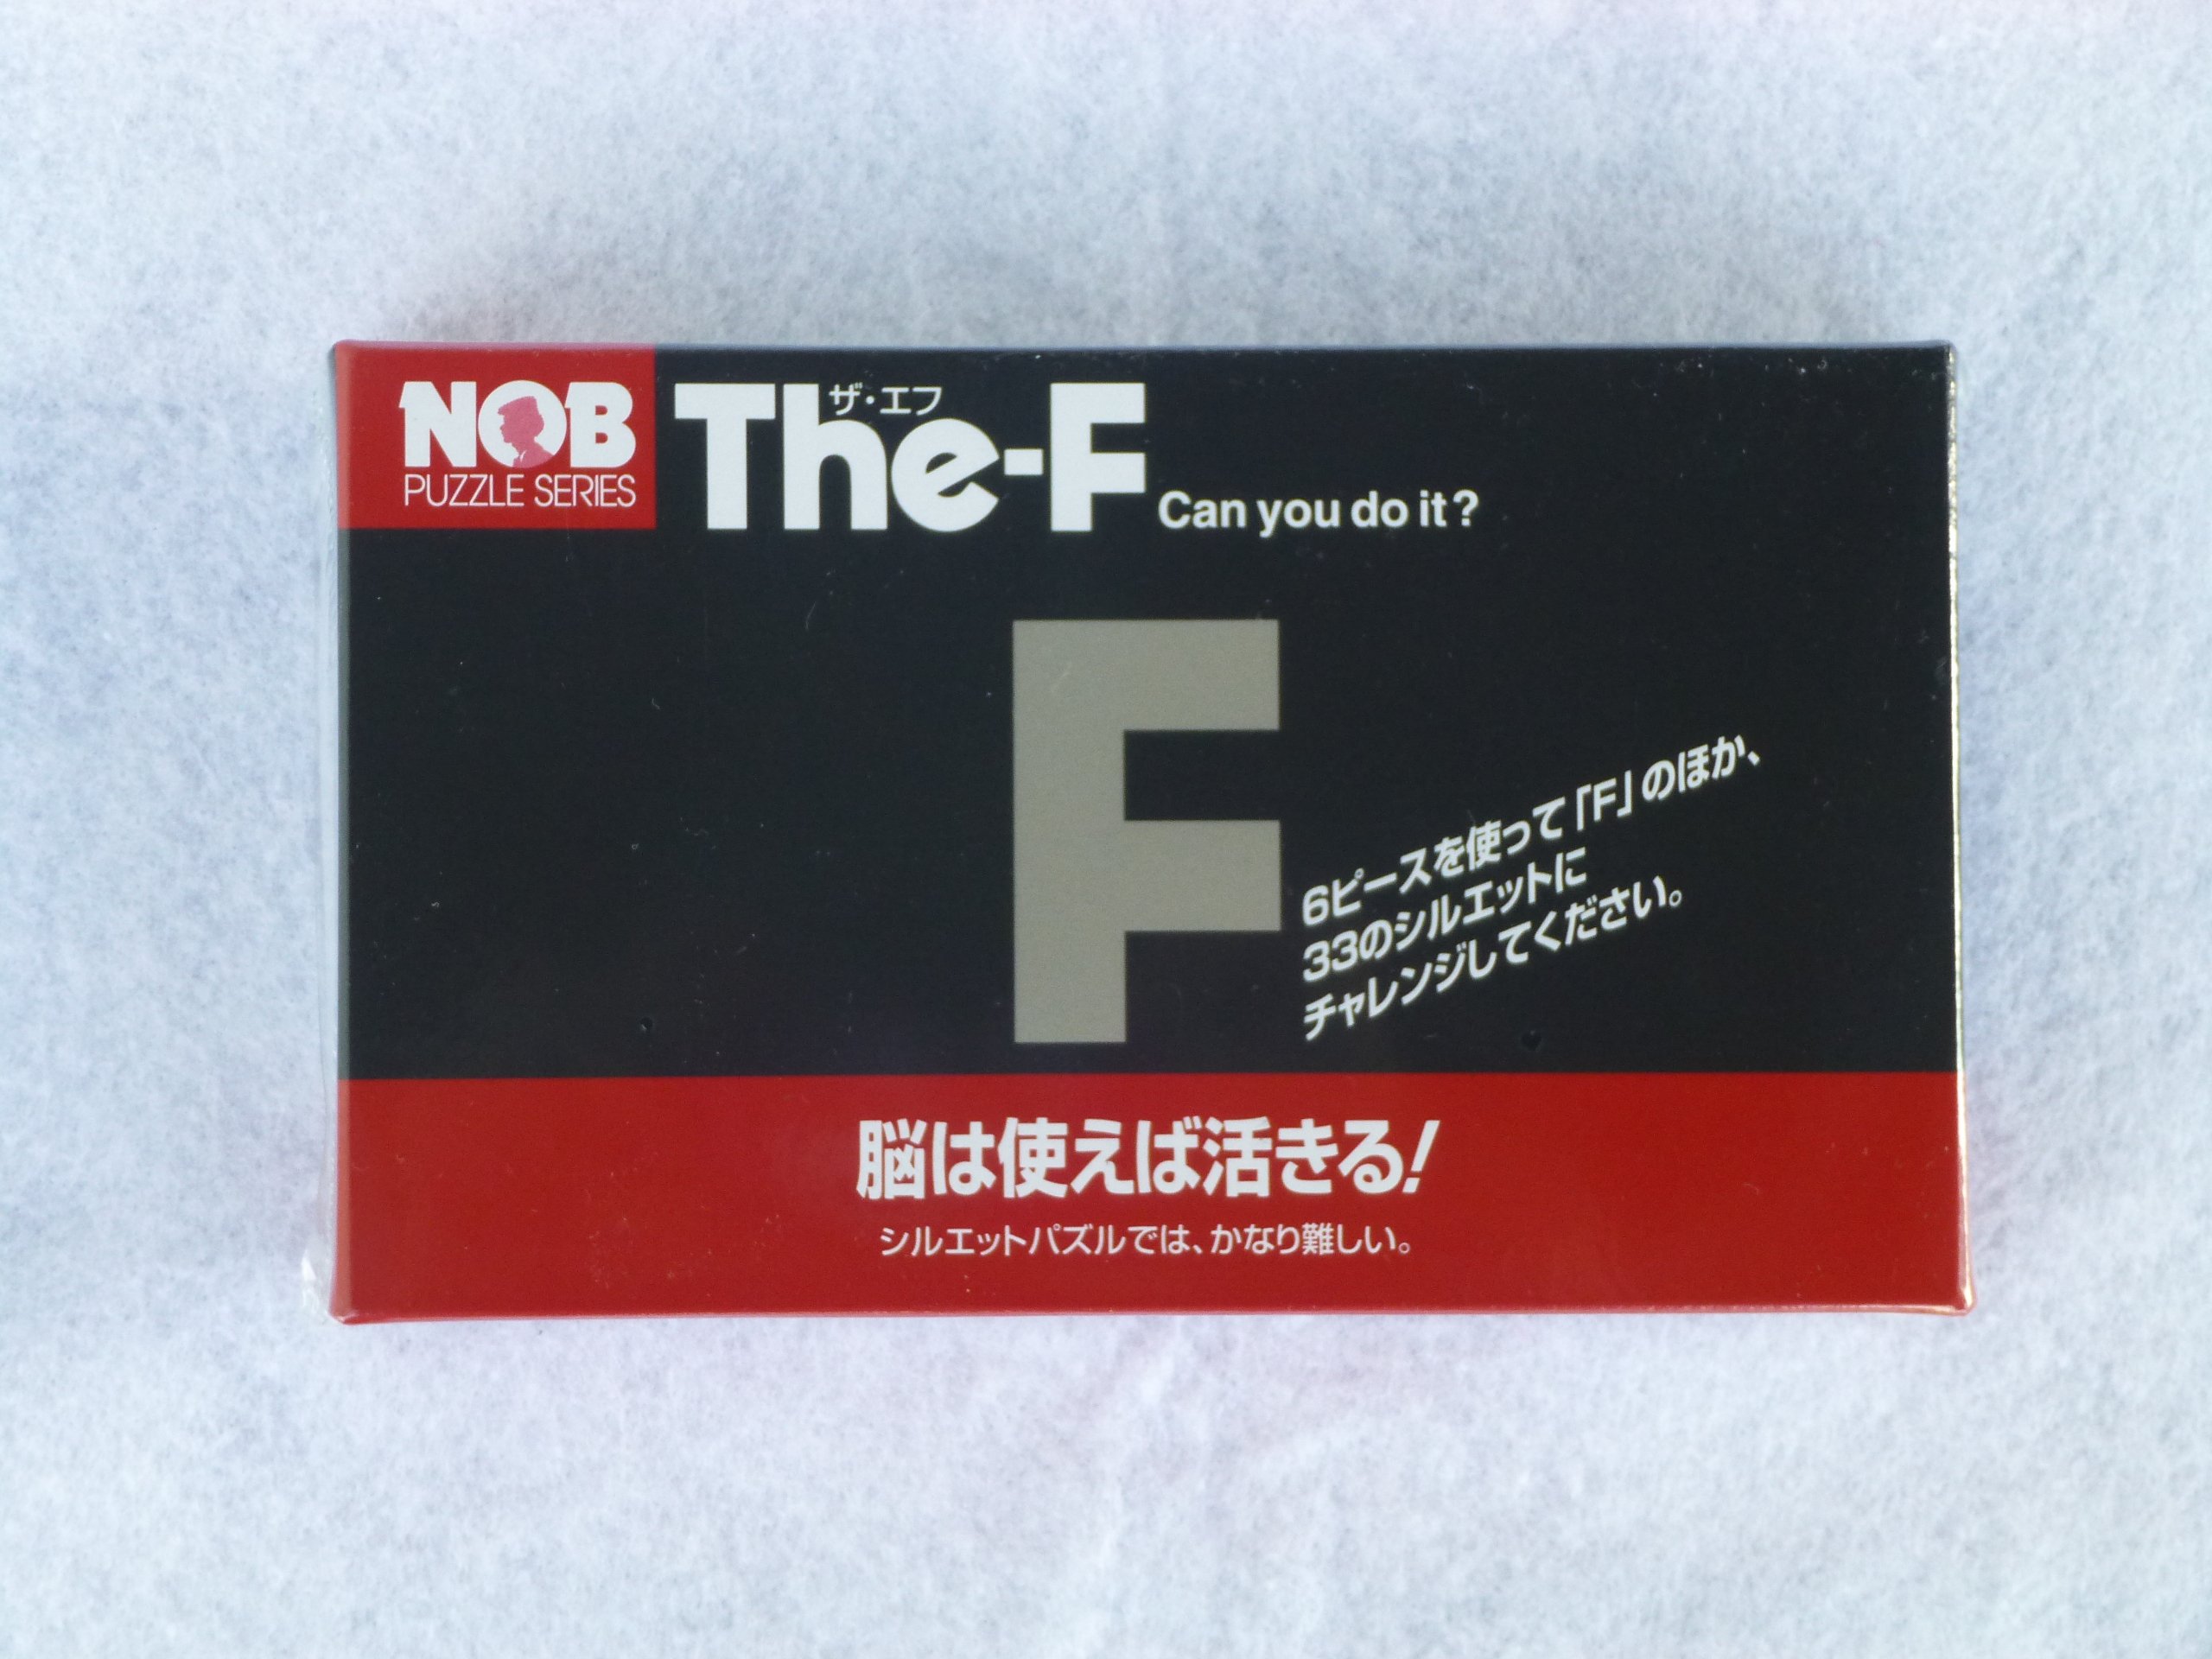 NOB
PUZZLE SERIES
ザ・エフ
The-F
Can you do it?
F
6ピースを使って「F」のほか、
33のシルエットに
チャレンジしてください。
脳は使えば活きる!
シルエットパズルでは、かなり難しい。